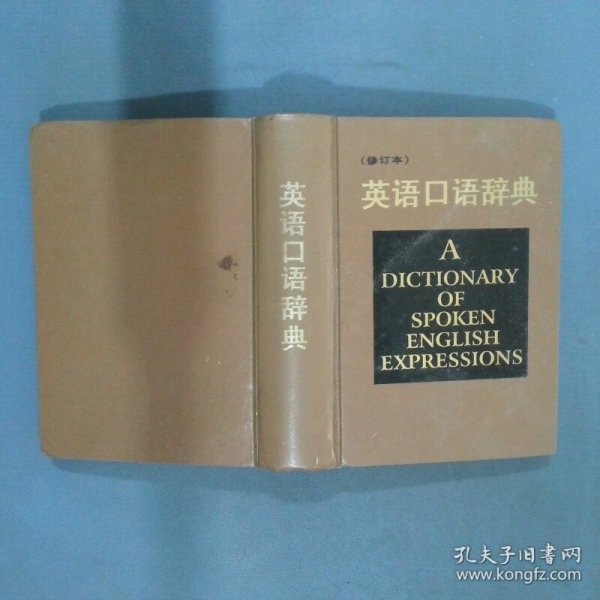 英语口语辞典
（修订本）
英语口语辞典
A
DICTIONARY
OF
SPOKEN
ENGLISH
EXPRESSIONS
孔夫子旧书网
www.kongfz.com